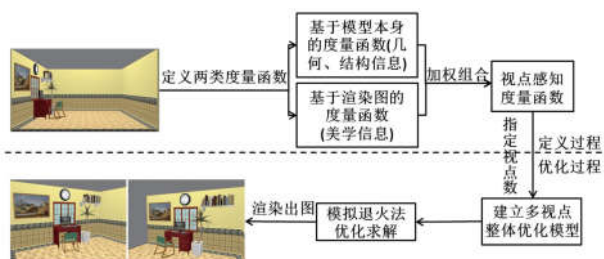 定义两类度量函数
基于模型本身
的度量函数(几
何、结构信息)
基于渲染图的
度量函数
(美学信息)
加权组合
视点感知
度量函数
指定视点数
定义过程
优化过程
建立多视点
整体优化模型
模拟退火法
优化求解
渲染出图